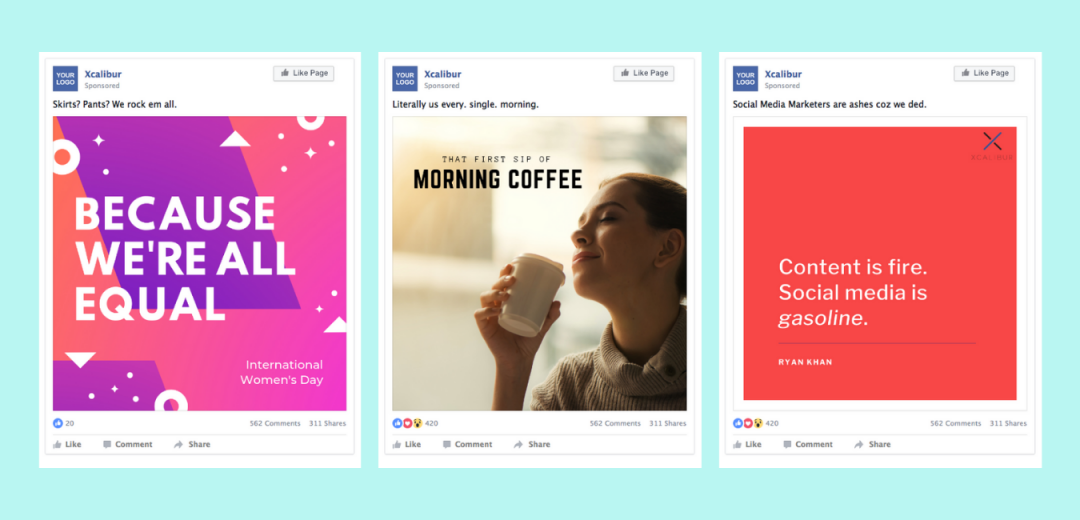 YOUR
LOGO
Xcalibur
Sponsored
Like Page
Skirts? Pants? We rock em all.
BECAUSE
WE'RE ALL
EQUAL
International
Women's Day
20
562 Comments 311 Shares
Like Comment Share
YOUR
LOGO
Xcalibur
Sponsored
Like Page
Literally us every. single. morning.
THAT FIRST SIP OF
MORNING COFFEE
420
562 Comments 311 Shares
Like Comment Share
YOUR
LOGO
Xcalibur
Sponsored
Like Page
Social Media Marketers are ashes coz we ded.
XCALIBUR
Content is fire.
Social media is
gasoline.
RYAN KHAN
420
562 Comments 311 Shares
Like Comment Share